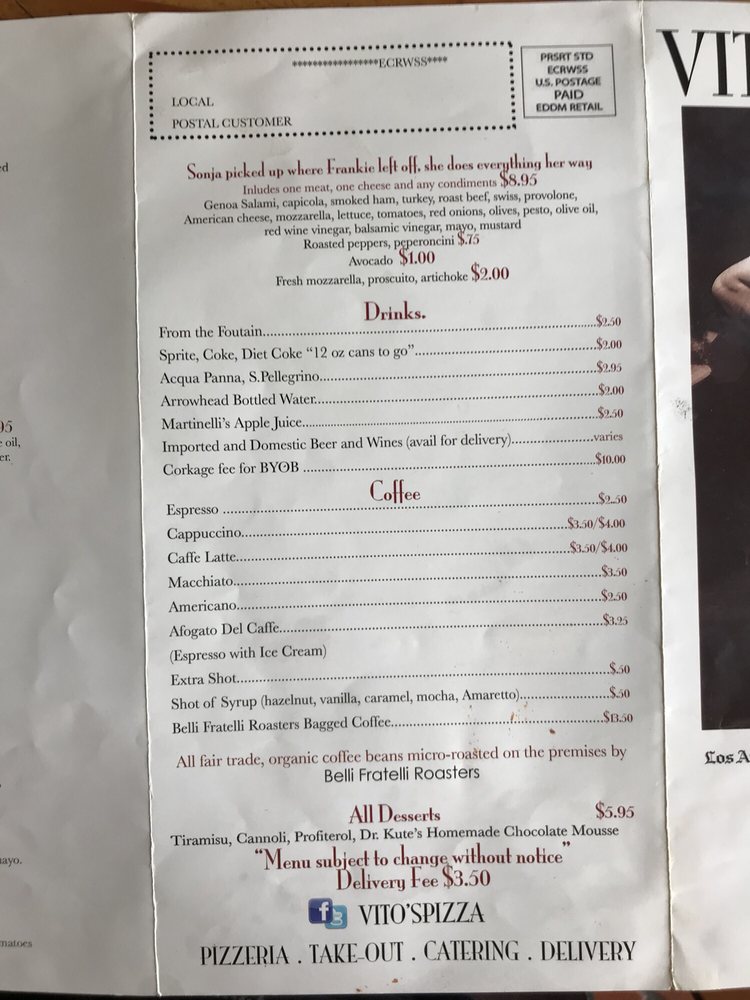 *****************ECRWSS****
LOCAL
POSTAL CUSTOMER
PRSRT STD
ECRWSS
U.S. POSTAGE
PAID
EDDM RETAIL
Sonja picked up where Frankie left off, she does everything her way
Inludes one meat, one cheese and any condiments $8.95
Genoa Salami, capicola, smoked ham, turkey, roast beef, swiss, provolone,
American cheese, mozzarella, lettuce, tomatoes, red onions, olives, pesto, olive oil,
red wine vinegar, balsamic vinegar, mayo, mustard
Roasted peppers, peperoncini $.75
Avocado $1.00
Fresh mozzarella, proscuito, artichoke $2.00
Drinks.
From the Foutain....$2.50
Sprite, Coke, Diet Coke "12 oz cans to go"....$2.00
Acqua Panna, S.Pellegrino....$2.95
Arrowhead Bottled Water....$2.00
Martinelli's Apple Juice....$2.50
Imported and Domestic Beer and Wines (avail for delivery)....varies
Corkage fee for BYOB ....$10.00
Coffee
Espresso ....$2.50
Cappuccino....$3.50/$4.00
Caffe Latte....$3.50/$4.00
Macchiato....$3.50
Americano....$2.50
Afogato Del Caffe....$3.25
(Espresso with Ice Cream)
Extra Shot....$.50
Shot of Syrup (hazelnut, vanilla, caramel, mocha, Amaretto)....$.50
Belli Fratelli Roasters Bagged Coffee....$13.50
All fair trade, organic coffee beans micro-roasted on the premises by
Belli Fratelli Roasters
All Desserts $5.95
Tiramisu, Cannoli, Profiterol, Dr. Kute's Homemade Chocolate Mousse
"Menu subject to change without notice"
Delivery Fee $3.50
f VITO'SPIZZA
PIZZERIA . TAKE-OUT . CATERING . DELIVERY
95
oil,
er.
mayo.
matoes
VIT
Los A